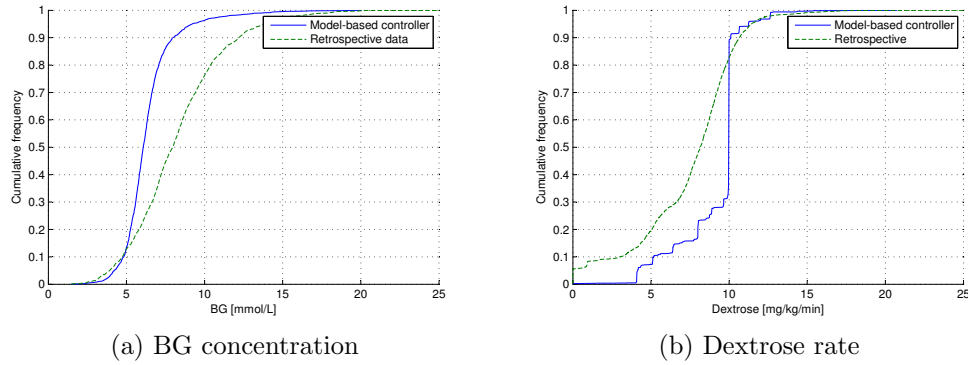 1
0.9
0.8
0.7
0.6
0.5
0.4
0.3
0.2
0.1
0
Cumulative frequency
Model-based controller
Retrospective data
0 5 10 15 20 25
BG [mmol/L]
(a) BG concentration
1
0.9
0.8
0.7
0.6
0.5
0.4
0.3
0.2
0.1
0
Cumulative frequency
Model-based controller
Retrospective
0 5 10 15 20 25
Dextrose [mg/kg/min]
(b) Dextrose rate